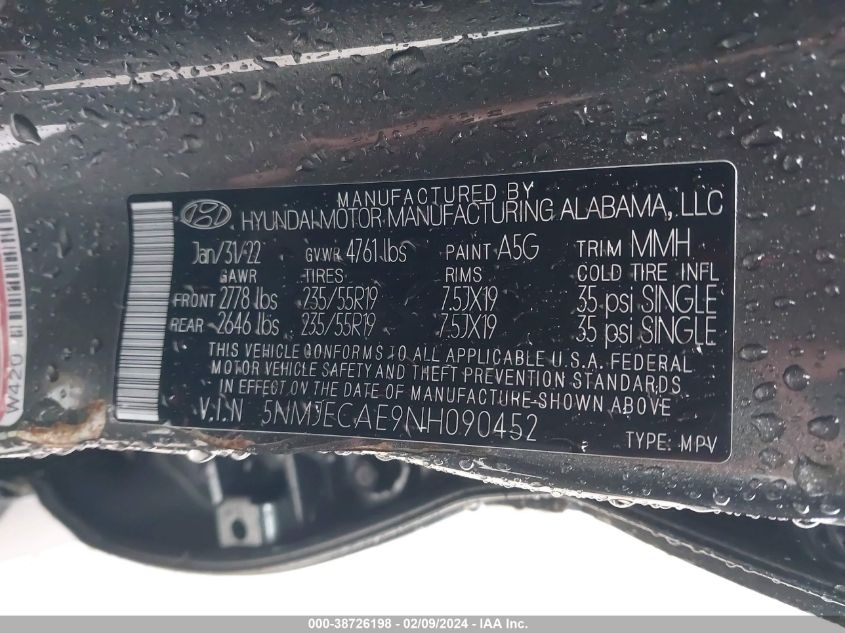 MANUFACTURED BY
HYUNDAI MOTOR MANUFACTURING ALABAMA, LLC
Jan/31/22 GVWR 4761 lbs PAINT A5G TRIM MMH
GAWR TIRES RIMS COLD TIRE INFL
FRONT 2778 lbs 235/55R19 7.5JX19 35 psi SINGLE
REAR 2646 lbs 235/55R19 7.5JX19 35 psi SINGLE
THIS VEHICLE CONFORMS TO ALL APPLICABLE U.S.A. FEDERAL
MOTOR VEHICLE SAFETY AND THEFT PREVENTION STANDARDS
IN EFFECT ON THE DATE OF MANUFACTURE SHOWN ABOVE
V.I.N 5NMJECAE9NH090452
TYPE: MPV
W420
000-38726198 - 02/09/2024 - IAA Inc.